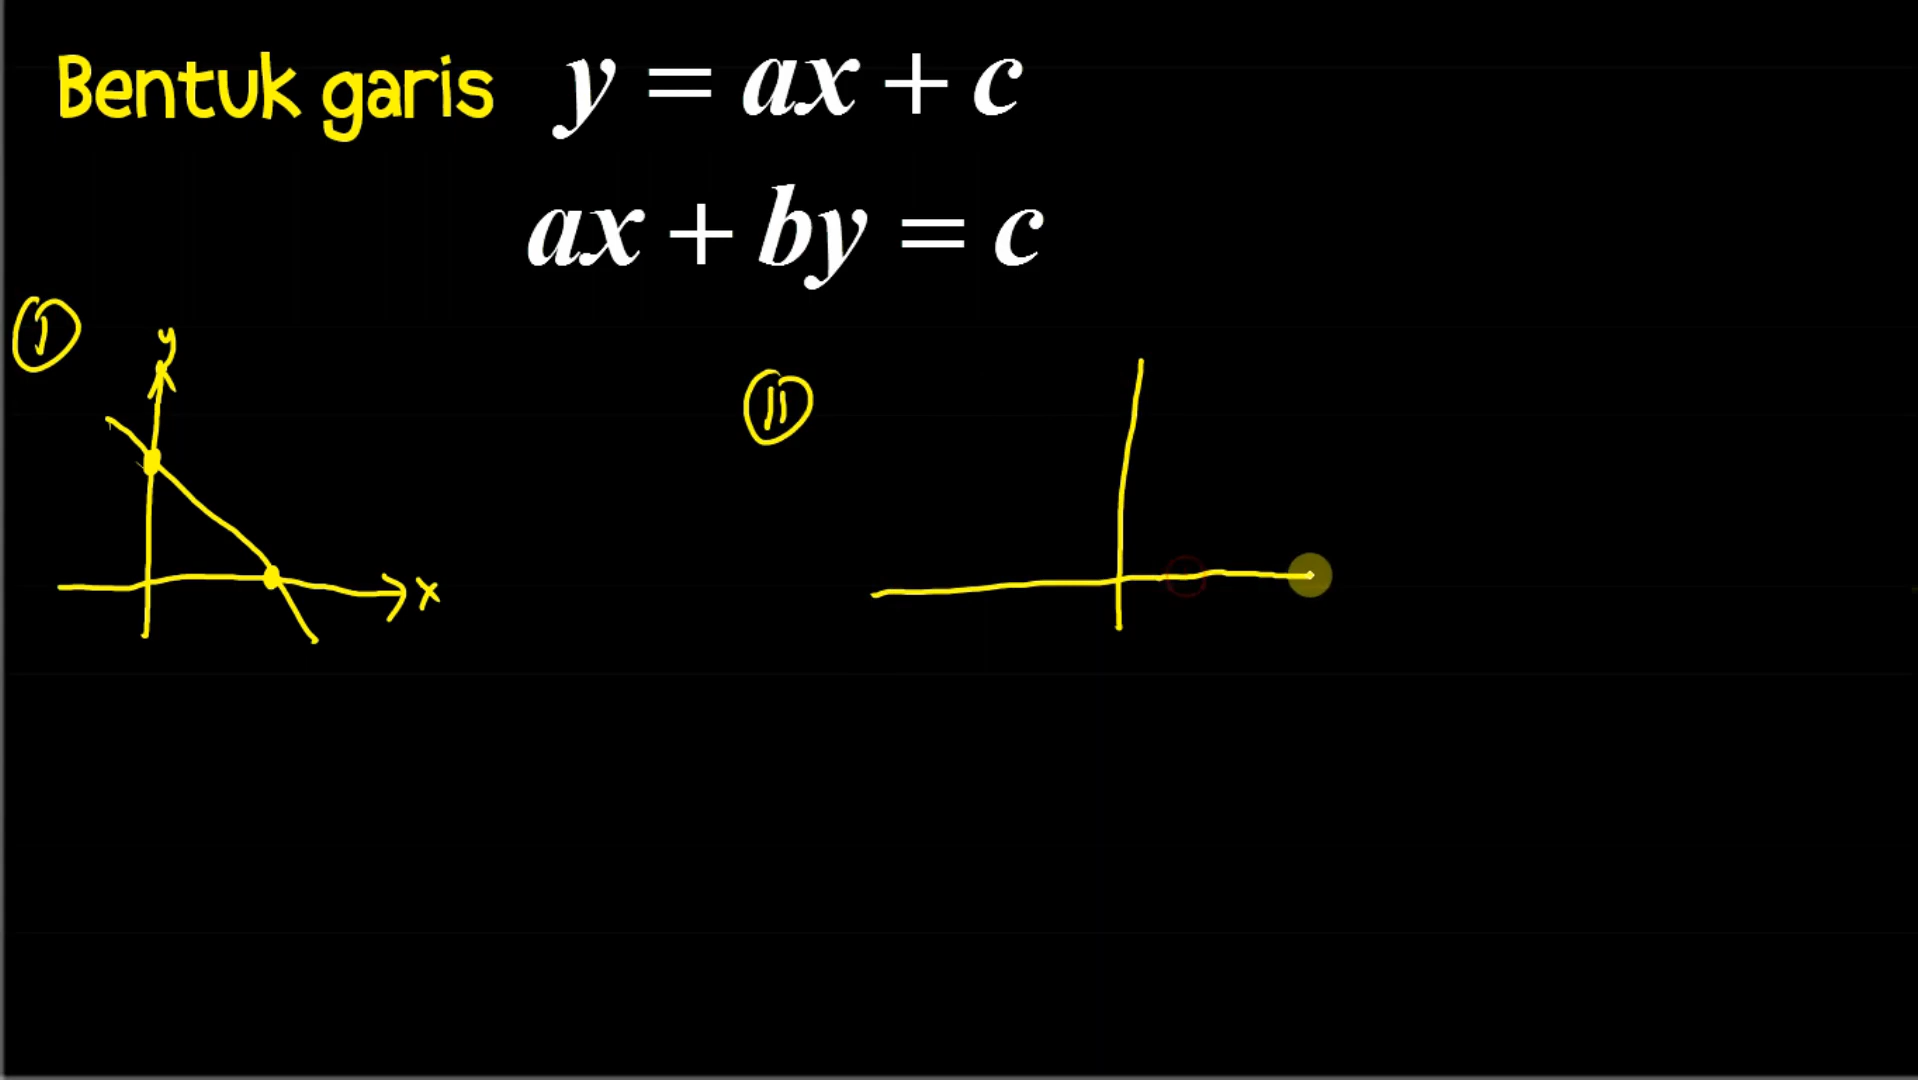 Bentuk garis y = ax + c
ax + by = c
I
y
x
II